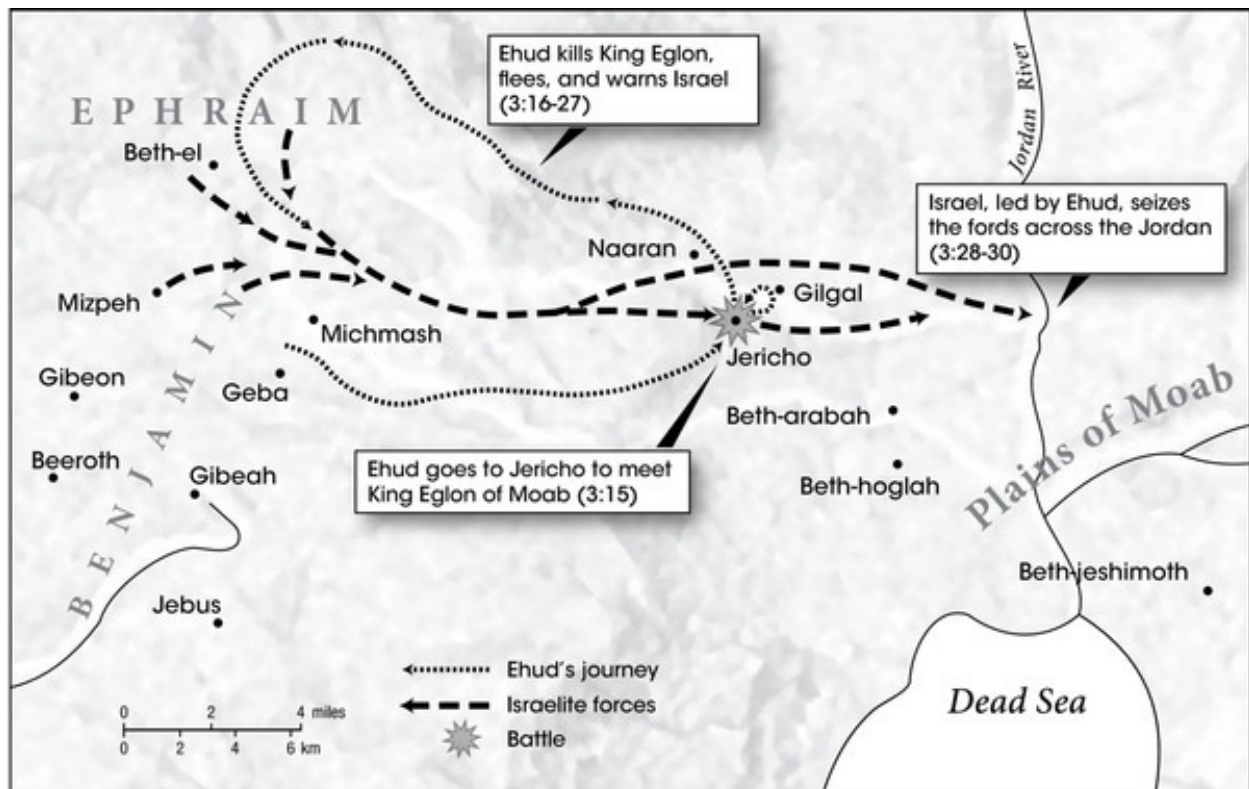 Ehud kills King Eglon,
flees, and warns Israel
(3:16-27)
Jordan River
EPHRAIM
Beth-el
Israel, led by Ehud, seizes
the fords across the Jordan
(3:28-30)
Naaran
Mizpeh
Gilgal
Michmash
Jericho
Gibeon
Geba
Plains of Moab
Beth-arabah
BENJAMIN
Beeroth
Gibeah
Ehud goes to Jericho to meet
King Eglon of Moab (3:15)
Beth-hoglah
Beth-jeshimoth
Jebus
Ehud's journey
Israelite forces
Battle
Dead Sea
0 2 4 miles
0 2 4 6 km